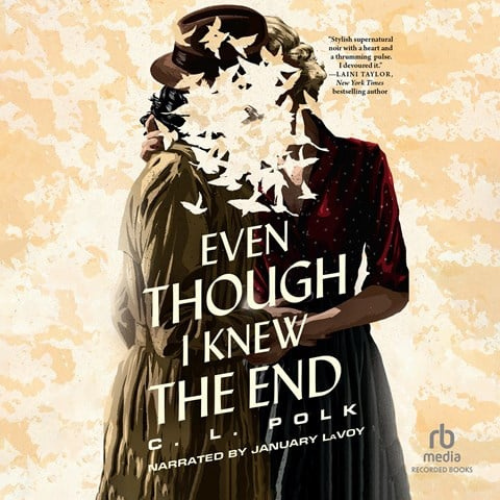 "Stylish supernatural
noir with a heart and
a thrumming pulse.
I devoured it."
—LAINI TAYLOR,
New York Times
bestselling author
EVEN
THOUGH
I KNEW
THE END
C. L. POLK
NARRATED BY JANUARY LaVOY
rb
media
RECORDED BOOKS